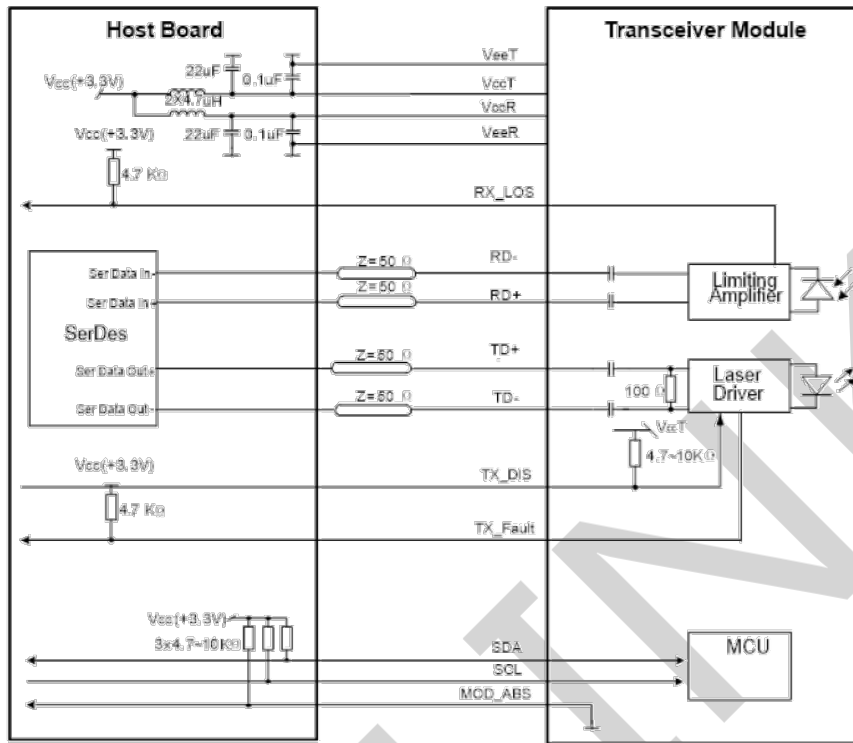 Host Board
Transceiver Module
VeeT
22uF
0.1uF
Vcc(+3.3V)
VccT
2X4.7uH
VccR
Vcc(+3.3V)
22uF
0.1uF
VeeR
4.7 KΩ
RX_LOS
Z=50 Ω
RD-
Ser Data In-
Z=50 Ω
Limiting
Amplifier
Ser Data In+
RD+
SerDes
Z=50 Ω
TD+
Ser Data Out+
Laser
Driver
100 Ω
Z=50 Ω
TD-
Ser Data Out-
VccT
4.7~10KΩ
Vcc(+3.3V)
TX_DIS
4.7 KΩ
TX_Fault
Vcc(+3.3V)
3x4.7~10KΩ
SDA
MCU
SCL
MOD_ABS